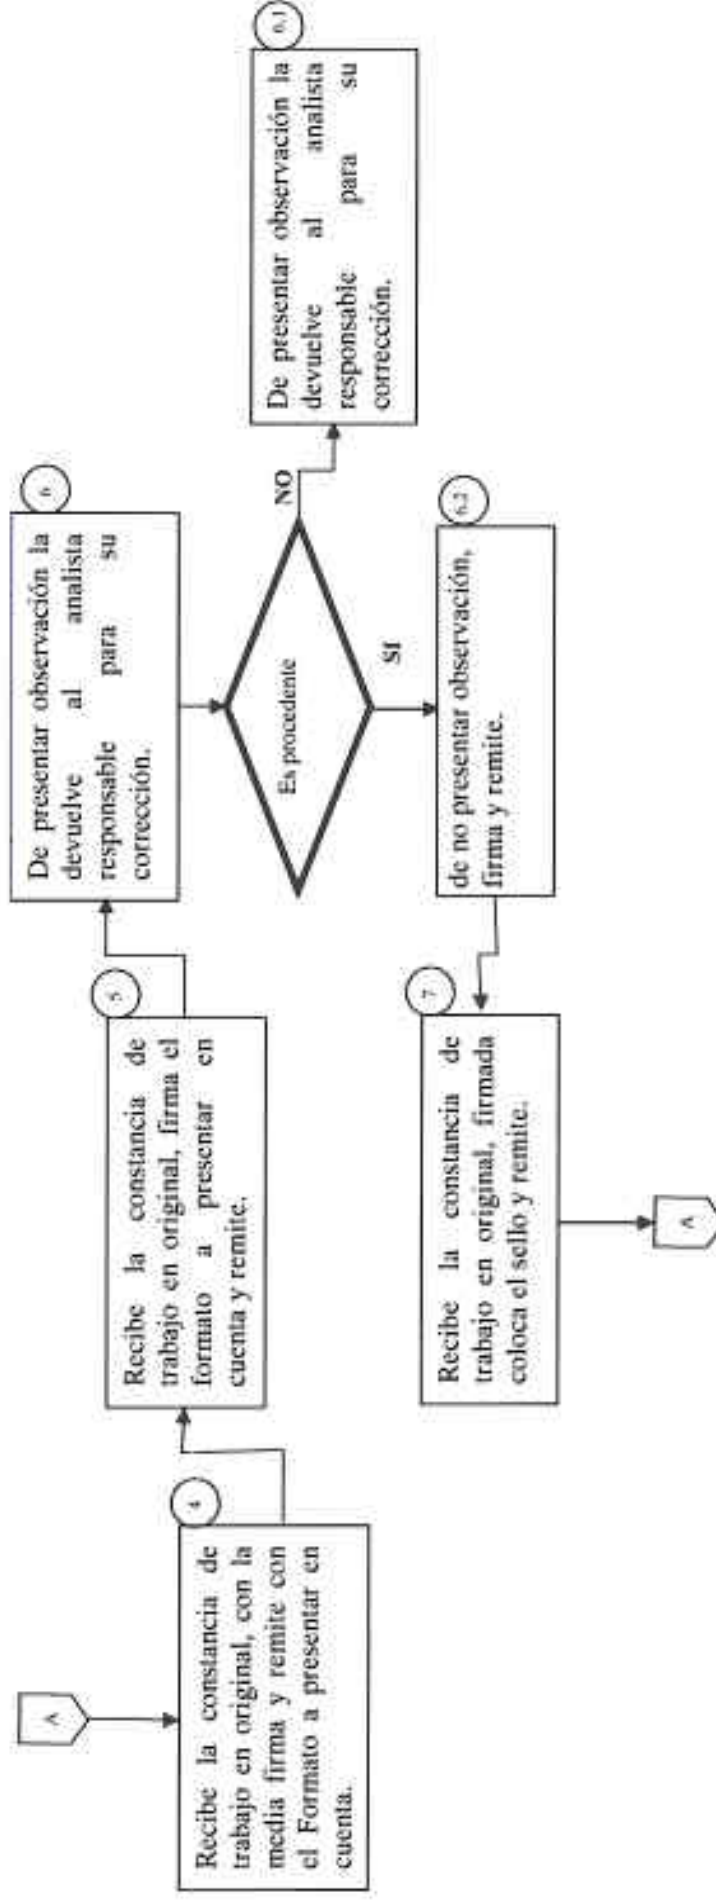 A
4
Recibe la constancia de
trabajo en original, con la
media firma y remite con
el Formato a presentar en
cuenta.
5
Recibe la constancia de
trabajo en original, firma el
formato a presentar en
cuenta y remite.
6
De presentar observación la
devuelve al analista
responsable para su
corrección.
Es procedente
NO
6.1
De presentar observación la
devuelve al analista
responsable para su
corrección.
SI
6.2
de no presentar observación,
firma y remite.
7
Recibe la constancia de
trabajo en original, firmada
coloca el sello y remite.
A